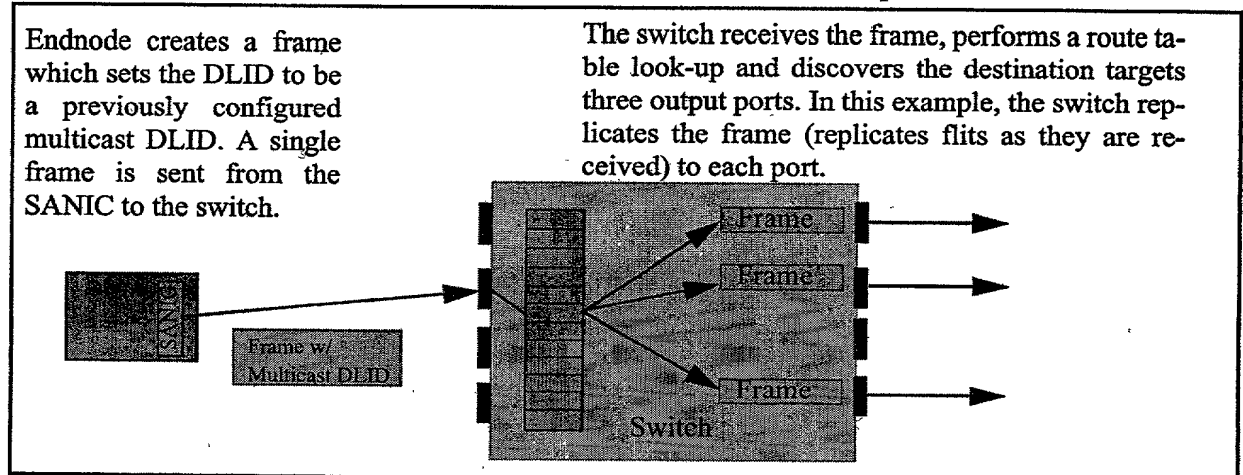 Endnode creates a frame
which sets the DLID to be
a previously configured
multicast DLID. A single
frame is sent from the
SANIC to the switch.
The switch receives the frame, performs a route ta-
ble look-up and discovers the destination targets
three output ports. In this example, the switch rep-
licates the frame (replicates flits as they are re-
ceived) to each port.
SANIC
Frame w/
Multicast DLID
Frame
Frame
Frame
Switch